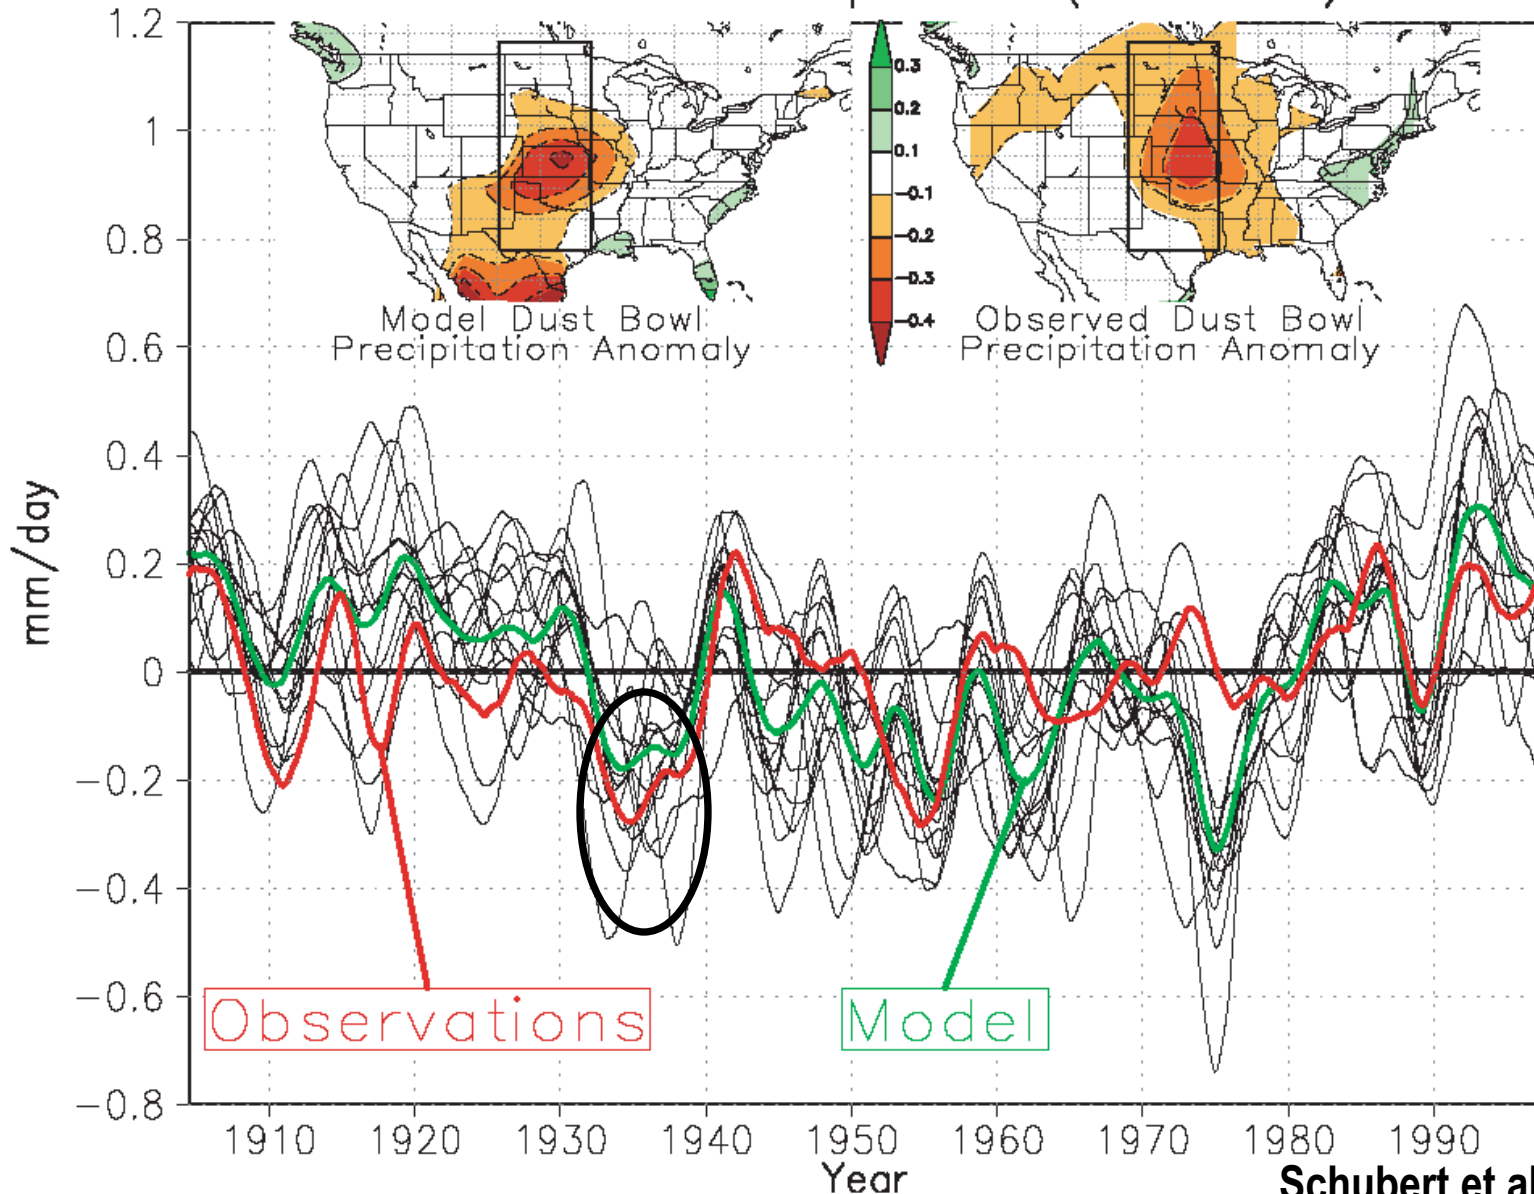 1.2
1
0.8
0.6
0.4
0.2
0
−0.2
−0.4
−0.6
−0.8
mm/day
0.3
0.2
0.1
−0.1
−0.2
−0.3
−0.4
Model Dust Bowl
Precipitation Anomaly
Observed Dust Bowl
Precipitation Anomaly
Observations
Model
1910 1920 1930 1940 1950 1960 1970 1980 1990
Year
Schubert et al